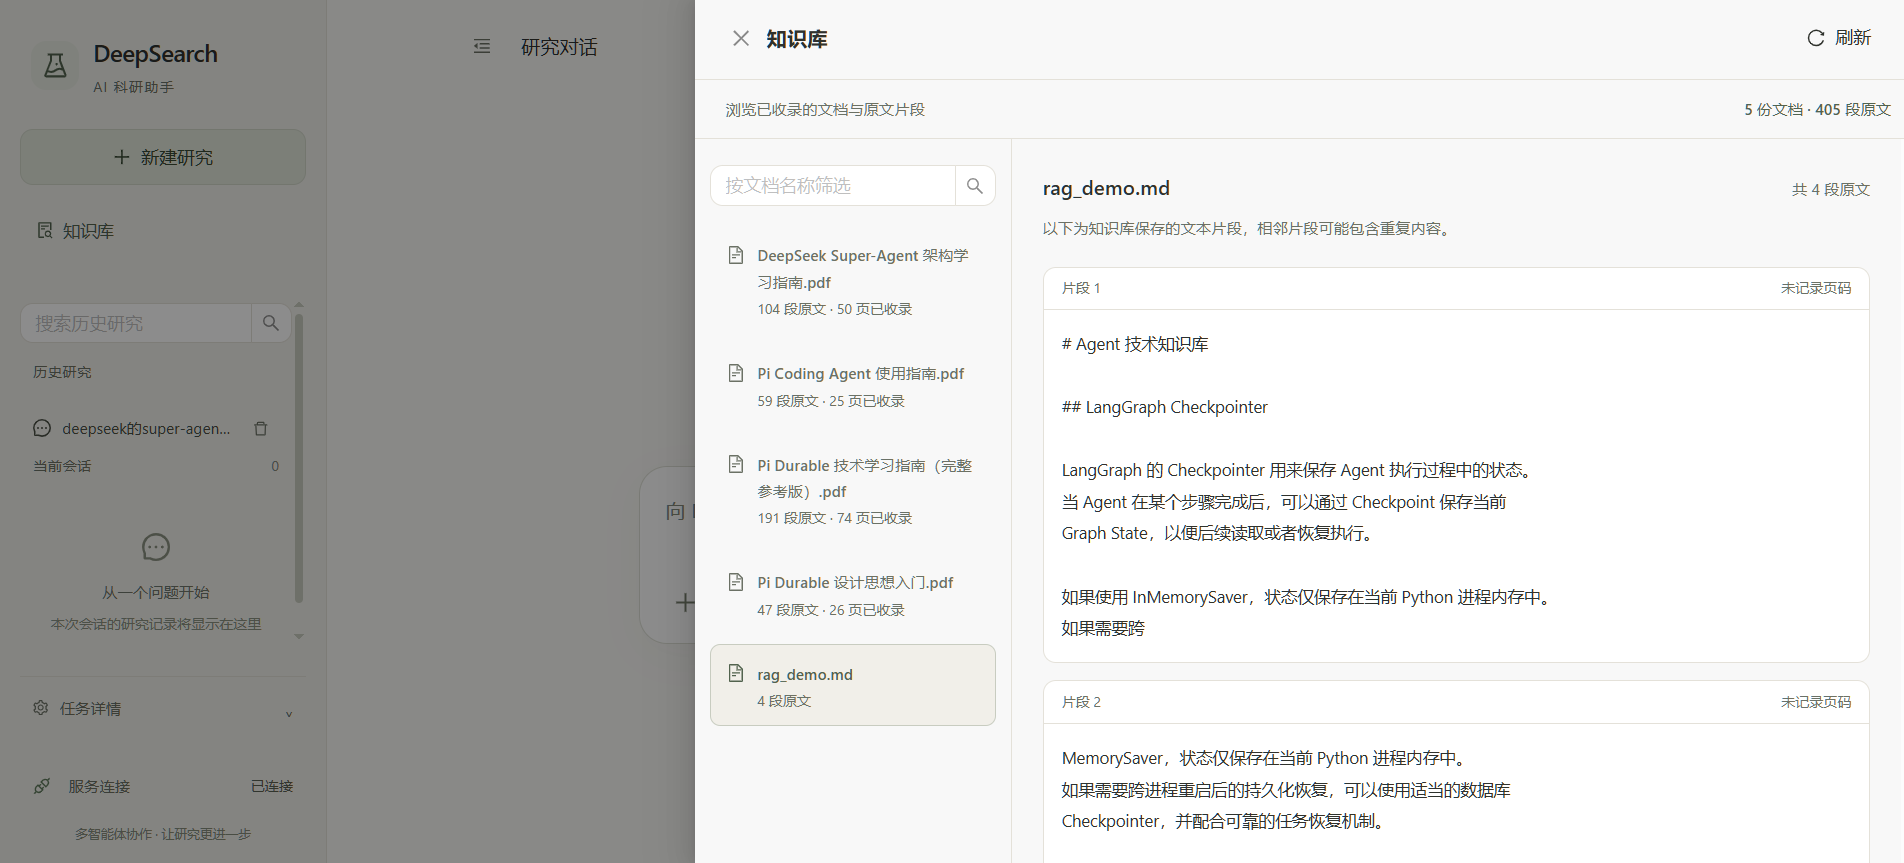 DeepSearch
AI 科研助手
新建研究
知识库
搜索历史研究
历史研究
deepseek的super-agen...
当前会话
0
从一个问题开始
本次会话的研究记录将显示在这里
任务详情
服务连接
已连接
多智能体协作 · 让研究更进一步
研究对话
向
知识库
刷新
浏览已收录的文档与原文片段
5 份文档 · 405 段原文
按文档名称筛选
DeepSeek Super-Agent 架构学
习指南.pdf
104 段原文 · 50 页已收录
Pi Coding Agent 使用指南.pdf
59 段原文 · 25 页已收录
Pi Durable 技术学习指南（完整
参考版）.pdf
191 段原文 · 74 页已收录
Pi Durable 设计思想入门.pdf
47 段原文 · 26 页已收录
rag_demo.md
4 段原文
rag_demo.md
共 4 段原文
以下为知识库保存的文本片段，相邻片段可能包含重复内容。
片段 1
未记录页码
# Agent 技术知识库
## LangGraph Checkpointer
LangGraph 的 Checkpointer 用来保存 Agent 执行过程中的状态。
当 Agent 在某个步骤完成后，可以通过 Checkpoint 保存当前
Graph State，以便后续读取或者恢复执行。
如果使用 InMemorySaver，状态仅保存在当前 Python 进程内存中。
如果需要跨
片段 2
未记录页码
MemorySaver，状态仅保存在当前 Python 进程内存中。
如果需要跨进程重启后的持久化恢复，可以使用适当的数据库
Checkpointer，并配合可靠的任务恢复机制。